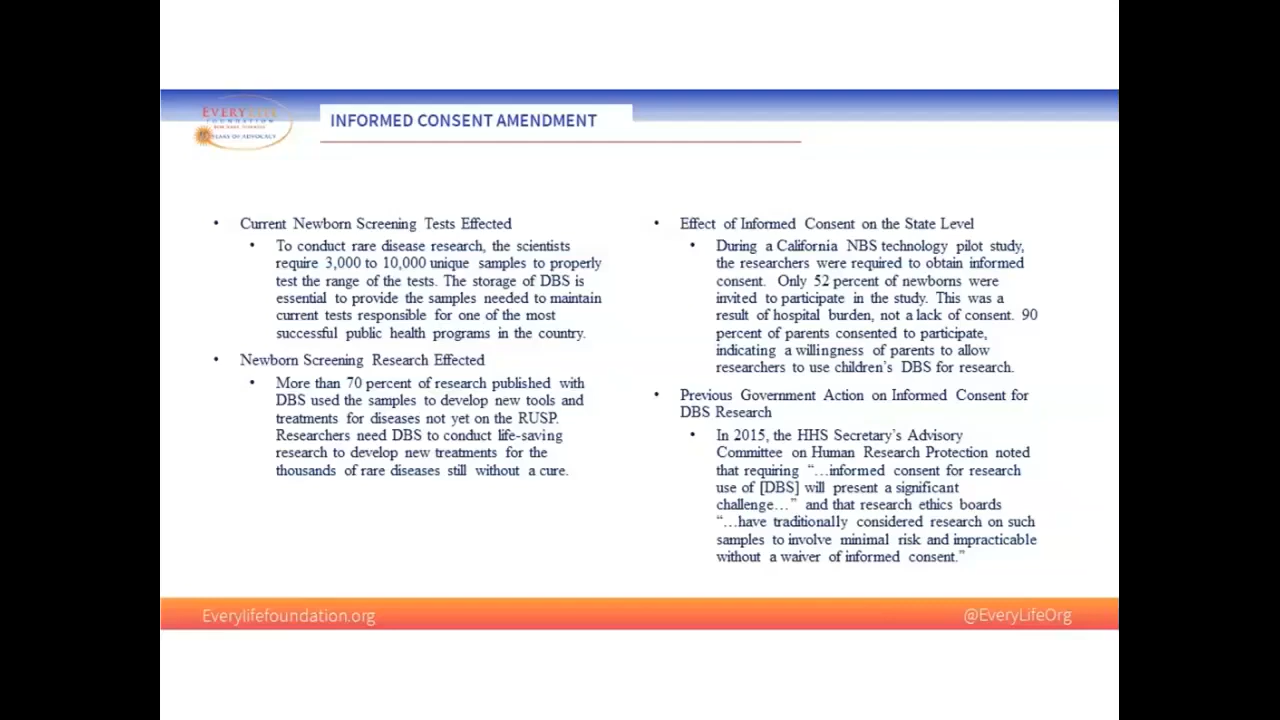 EVERYLIFE
FOUNDATION
FOR RARE DISEASES
YEARS OF ADVOCACY
INFORMED CONSENT AMENDMENT
• Current Newborn Screening Tests Effected
• To conduct rare disease research, the scientists
require 3,000 to 10,000 unique samples to properly
test the range of the tests. The storage of DBS is
essential to provide the samples needed to maintain
current tests responsible for one of the most
successful public health programs in the country.
• Newborn Screening Research Effected
• More than 70 percent of research published with
DBS used the samples to develop new tools and
treatments for diseases not yet on the RUSP.
Researchers need DBS to conduct life-saving
research to develop new treatments for the
thousands of rare diseases still without a cure.
• Effect of Informed Consent on the State Level
• During a California NBS technology pilot study,
the researchers were required to obtain informed
consent. Only 52 percent of newborns were
invited to participate in the study. This was a
result of hospital burden, not a lack of consent. 90
percent of parents consented to participate,
indicating a willingness of parents to allow
researchers to use children's DBS for research.
• Previous Government Action on Informed Consent for
DBS Research
• In 2015, the HHS Secretary's Advisory
Committee on Human Research Protection noted
that requiring “…informed consent for research
use of [DBS] will present a significant
challenge…” and that research ethics boards
“…have traditionally considered research on such
samples to involve minimal risk and impracticable
without a waiver of informed consent.”
Everylifefoundation.org
@EveryLifeOrg